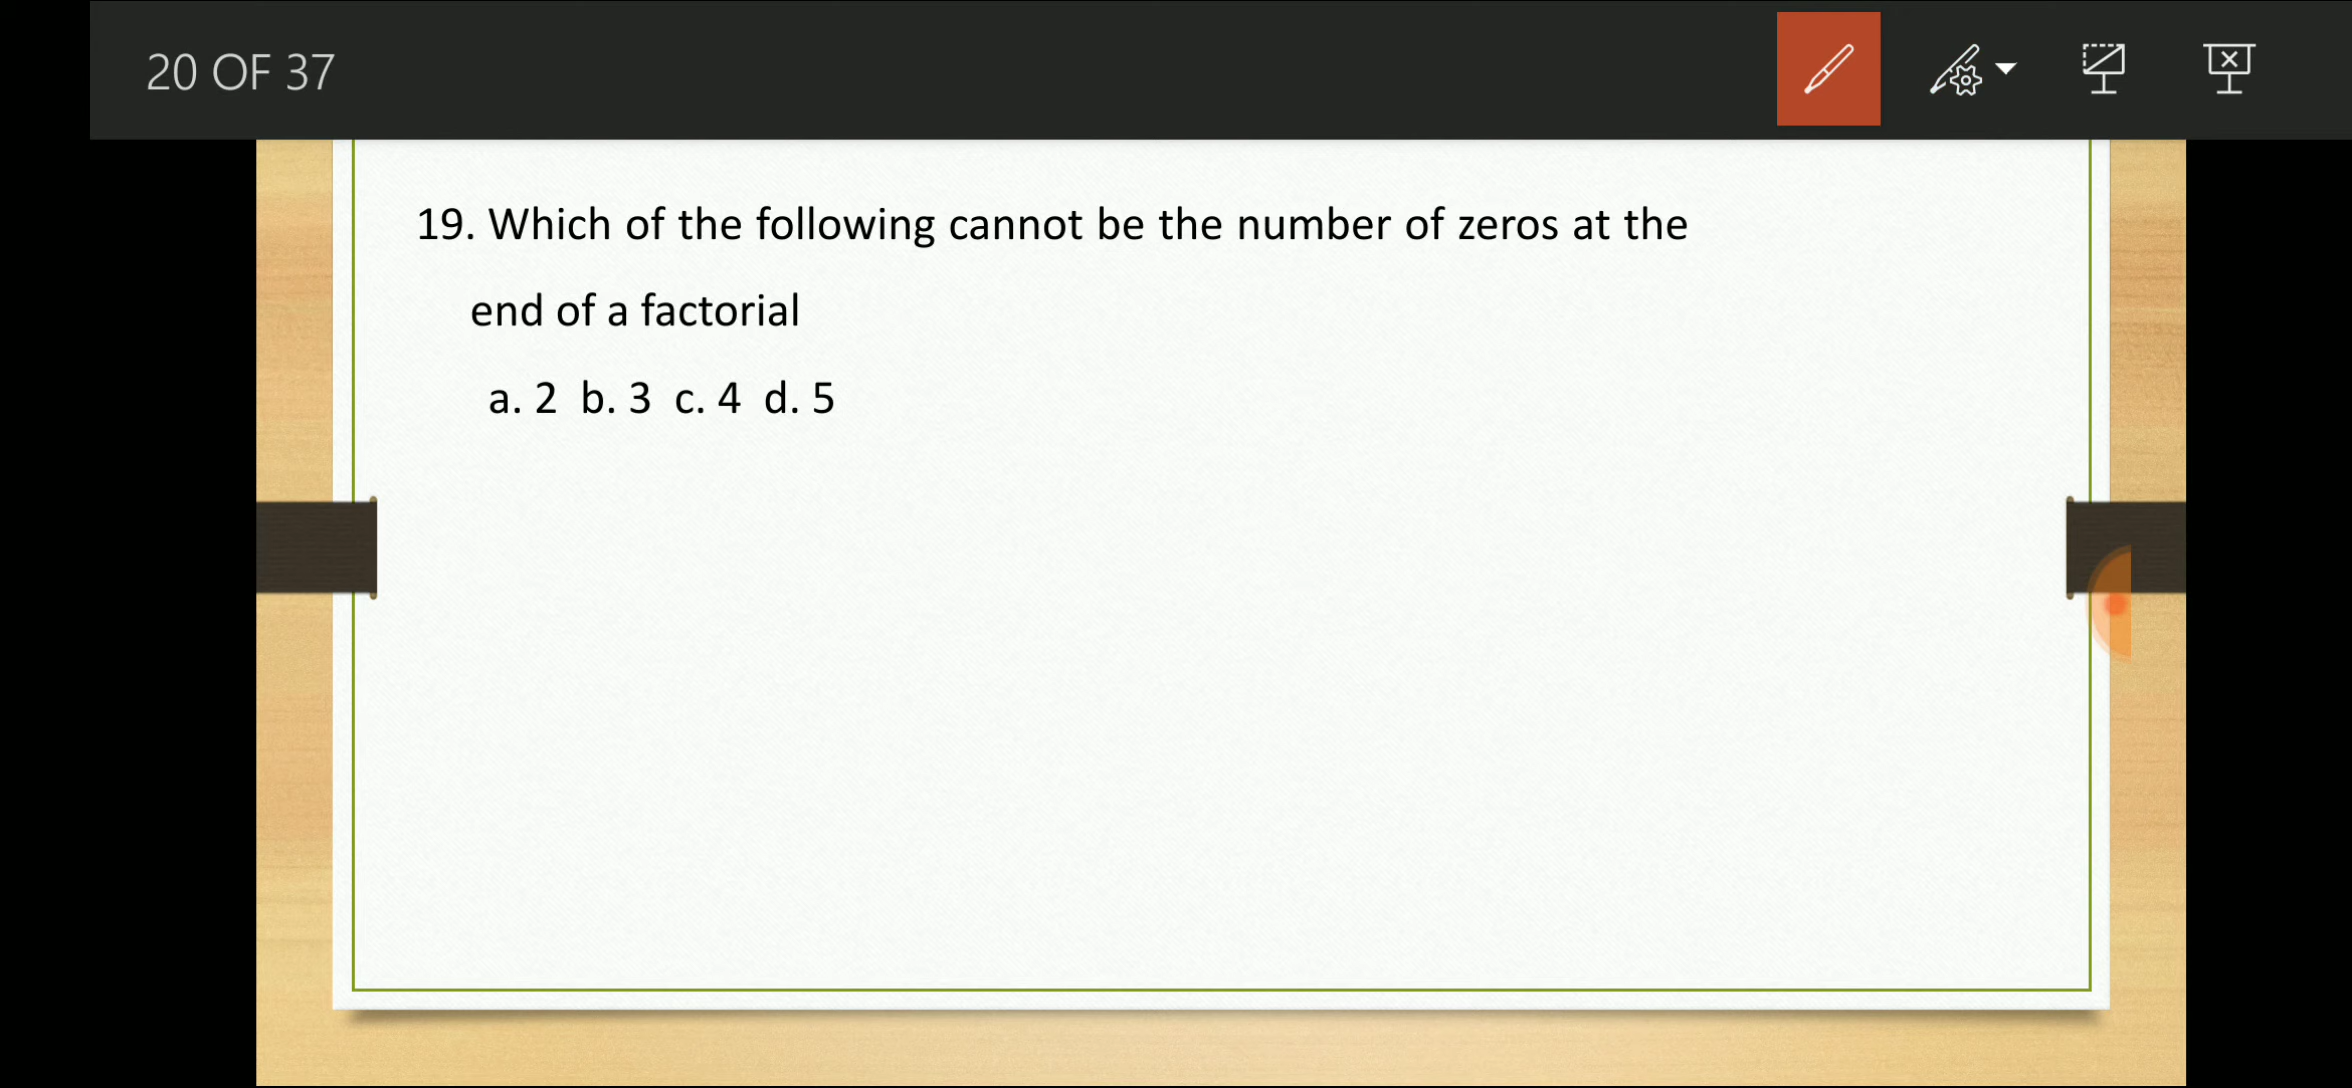 20 OF 37
19. Which of the following cannot be the number of zeros at the
end of a factorial
a. 2 b. 3 c. 4 d. 5